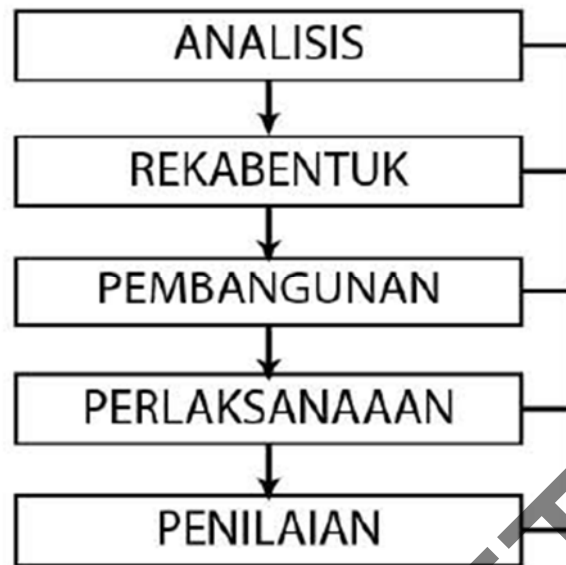 ANALISIS
REKABENTUK
PEMBANGUNAN
PERLAKSANAAAN
PENILAIAN